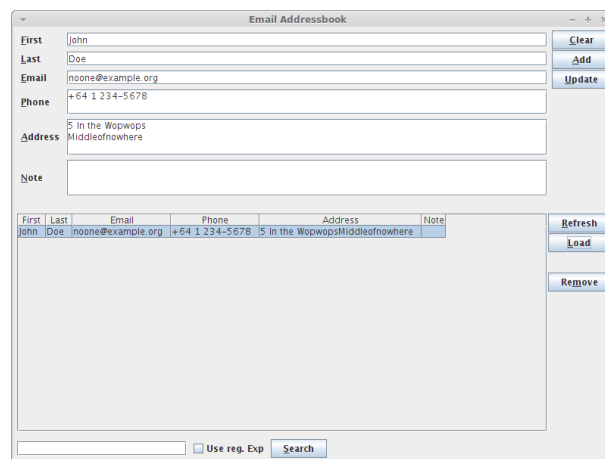 Email Addressbook
First John Clear
Last Doe Add
Email noone@example.org Update
Phone +64 1 234-5678
Address 5 In the Wopwops
Middleofnowhere
Note
First Last Email Phone Address Note Refresh
John Doe noone@example.org +64 1 234-5678 5 In the WopwopsMiddleofnowhere
Load
Remove
Use reg. Exp Search